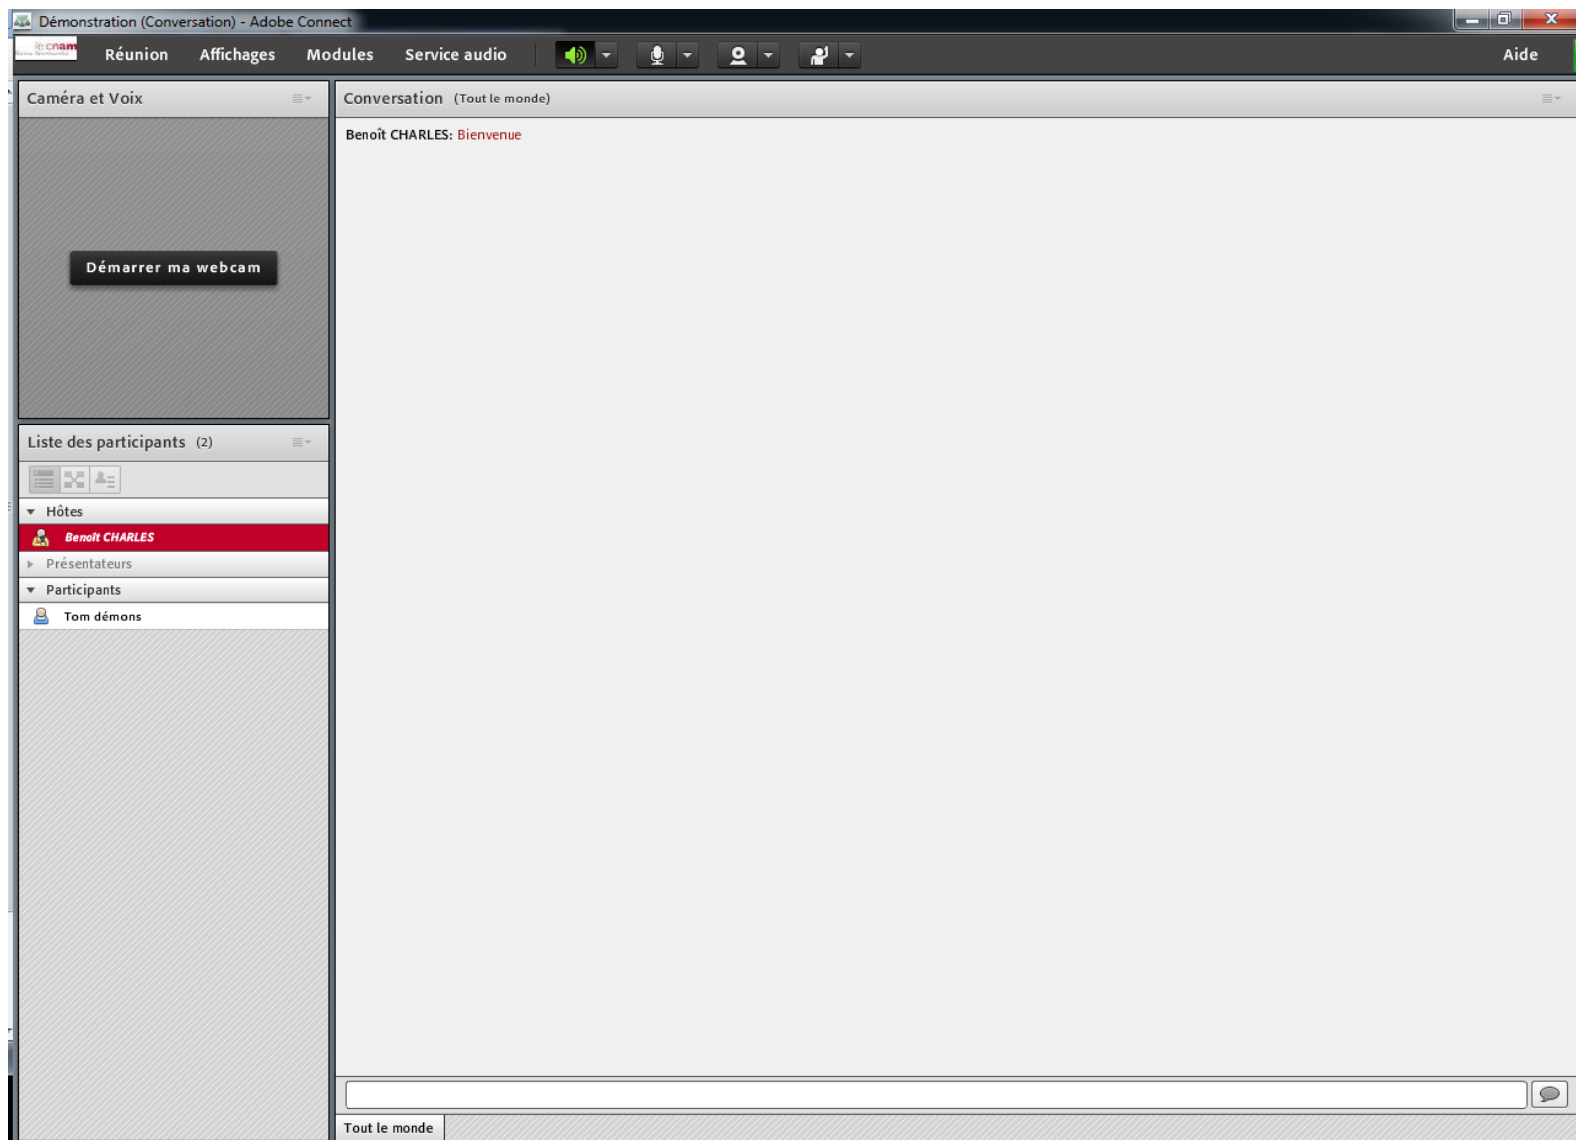 Démonstration (Conversation) - Adobe Connect
le cnam
Réunion Affichages Modules Service audio Aide
Caméra et Voix
Démarrer ma webcam
Liste des participants (2)
Hôtes
Benoît CHARLES
Présentateurs
Participants
Tom démons
Conversation (Tout le monde)
Benoît CHARLES: Bienvenue
Tout le monde